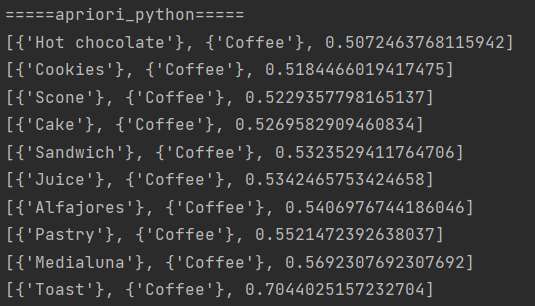 =====apriori_python=====
[{'Hot chocolate'}, {'Coffee'}, 0.5072463768115942]
[{'Cookies'}, {'Coffee'}, 0.5184466019417475]
[{'Scone'}, {'Coffee'}, 0.5229357798165137]
[{'Cake'}, {'Coffee'}, 0.5269582909460834]
[{'Sandwich'}, {'Coffee'}, 0.5323529411764706]
[{'Juice'}, {'Coffee'}, 0.5342465753424658]
[{'Alfajores'}, {'Coffee'}, 0.5406976744186046]
[{'Pastry'}, {'Coffee'}, 0.5521472392638037]
[{'Medialuna'}, {'Coffee'}, 0.5692307692307692]
[{'Toast'}, {'Coffee'}, 0.7044025157232704]